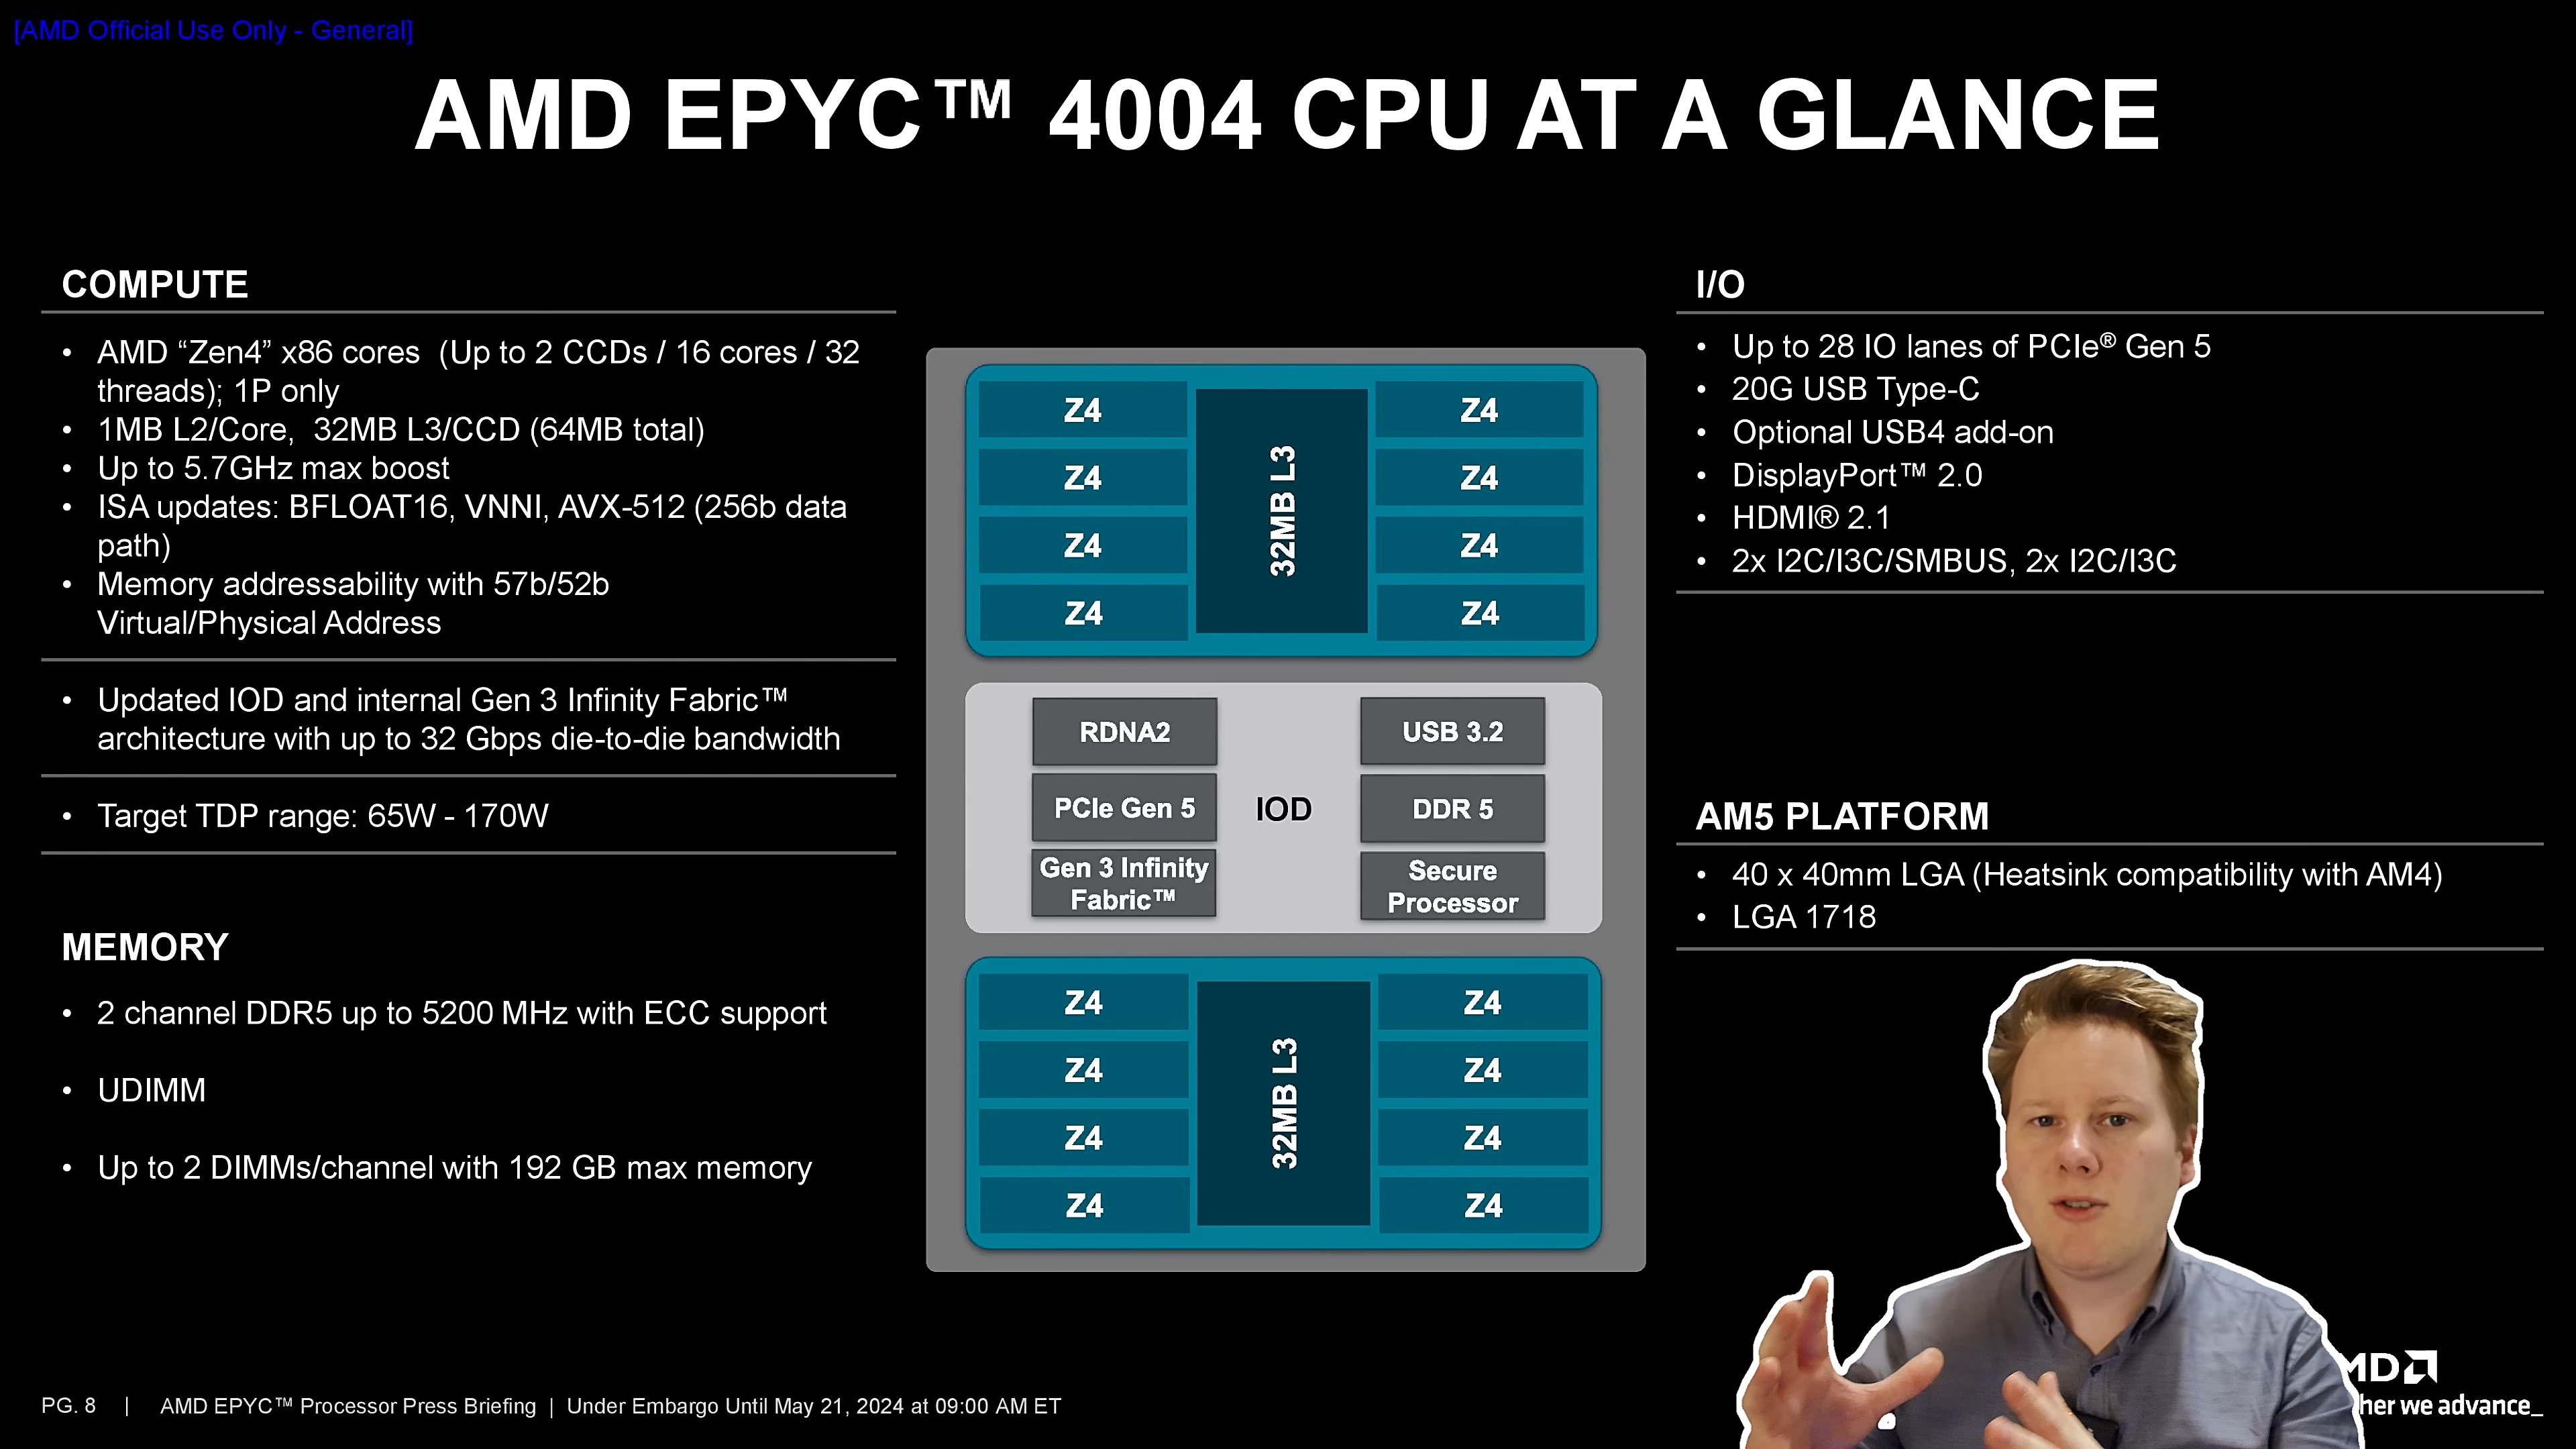 [AMD Official Use Only - General]
AMD EPYC™ 4004 CPU AT A GLANCE
COMPUTE
• AMD “Zen4” x86 cores (Up to 2 CCDs / 16 cores / 32
threads); 1P only
• 1MB L2/Core, 32MB L3/CCD (64MB total)
• Up to 5.7GHz max boost
• ISA updates: BFLOAT16, VNNI, AVX-512 (256b data
path)
• Memory addressability with 57b/52b
Virtual/Physical Address
• Updated IOD and internal Gen 3 Infinity Fabric™
architecture with up to 32 Gbps die-to-die bandwidth
• Target TDP range: 65W - 170W
MEMORY
• 2 channel DDR5 up to 5200 MHz with ECC support
• UDIMM
• Up to 2 DIMMs/channel with 192 GB max memory
Z4
Z4
Z4
Z4
32MB L3
Z4
Z4
Z4
Z4
RDNA2
PCIe Gen 5
Gen 3 Infinity
Fabric™
IOD
USB 3.2
DDR 5
Secure
Processor
Z4
Z4
Z4
Z4
32MB L3
Z4
Z4
Z4
Z4
I/O
• Up to 28 IO lanes of PCIe® Gen 5
• 20G USB Type-C
• Optional USB4 add-on
• DisplayPort™ 2.0
• HDMI® 2.1
• 2x I2C/I3C/SMBUS, 2x I2C/I3C
AM5 PLATFORM
• 40 x 40mm LGA (Heatsink compatibility with AM4)
• LGA 1718
PG. 8 | AMD EPYC™ Processor Press Briefing | Under Embargo Until May 21, 2024 at 09:00 AM ET
we advance_